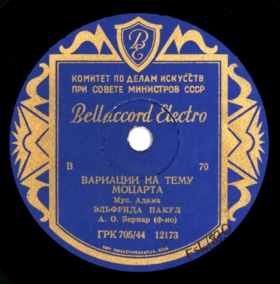 КОМИТЕТ ПО ДЕЛАМ ИСКУССТВ
ПРИ СОВЕТЕ МИНИСТРОВ СССР
Bellaccord Electro
В 70
ВАРИАЦИИ НА ТЕМУ
МОЦАРТА
Муз. Адама
ЭЛЬФРИДА ПАКУЛ
А. О. Вернар (ф-но)
ГРК 705/44 12173